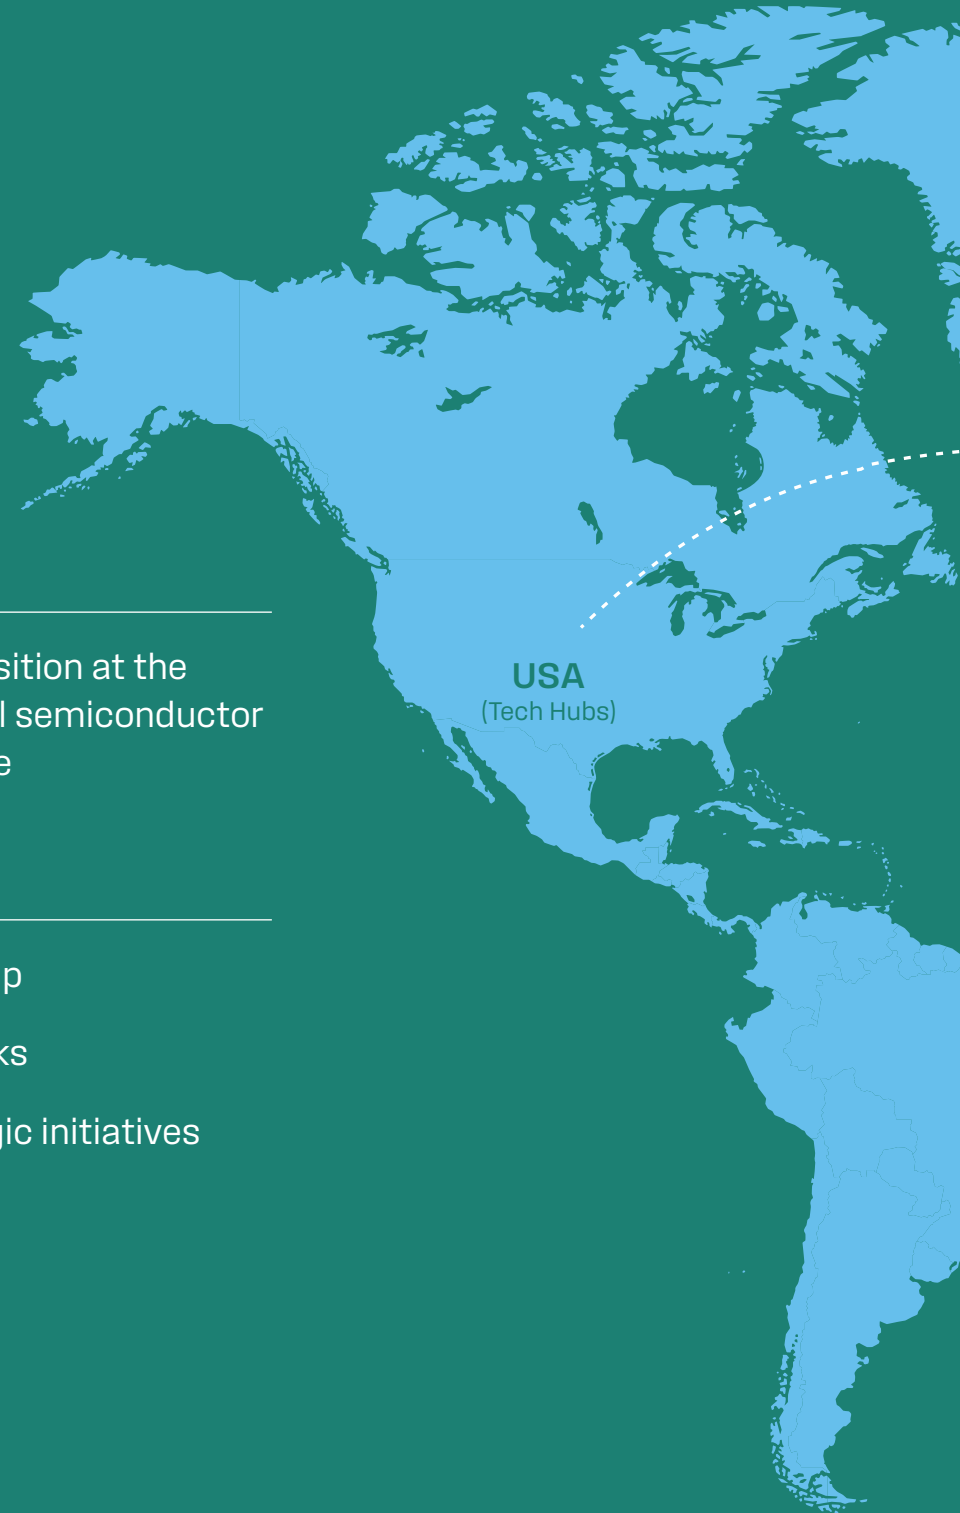 sition at the
l semiconductor
e
p
ks
gic initiatives
USA
(Tech Hubs)